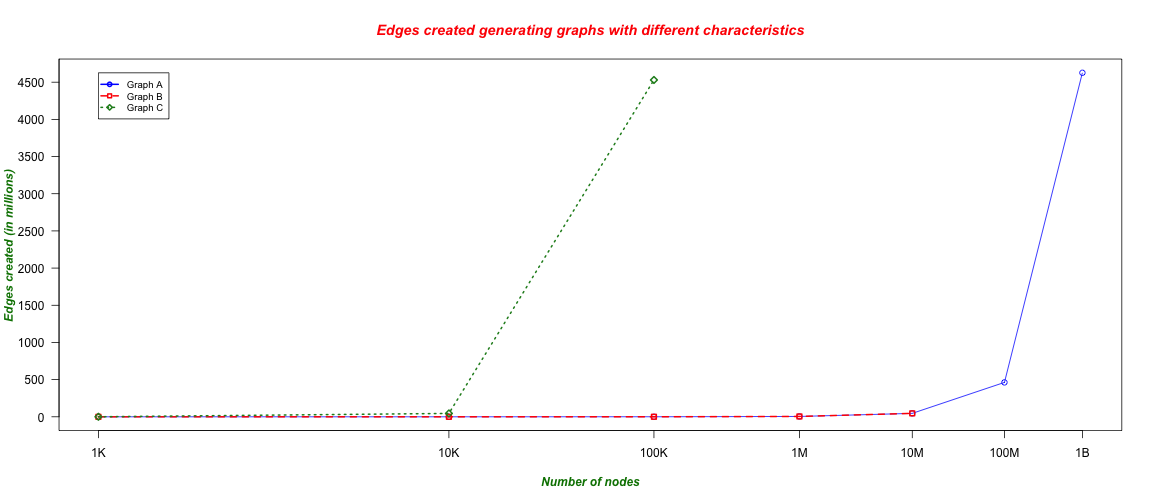 Edges created generating graphs with different characteristics
Graph A
Graph B
Graph C
Edges created (in millions)
4500
4000
3500
3000
2500
2000
1500
1000
500
0
1K 10K 100K 1M 10M 100M 1B
Number of nodes